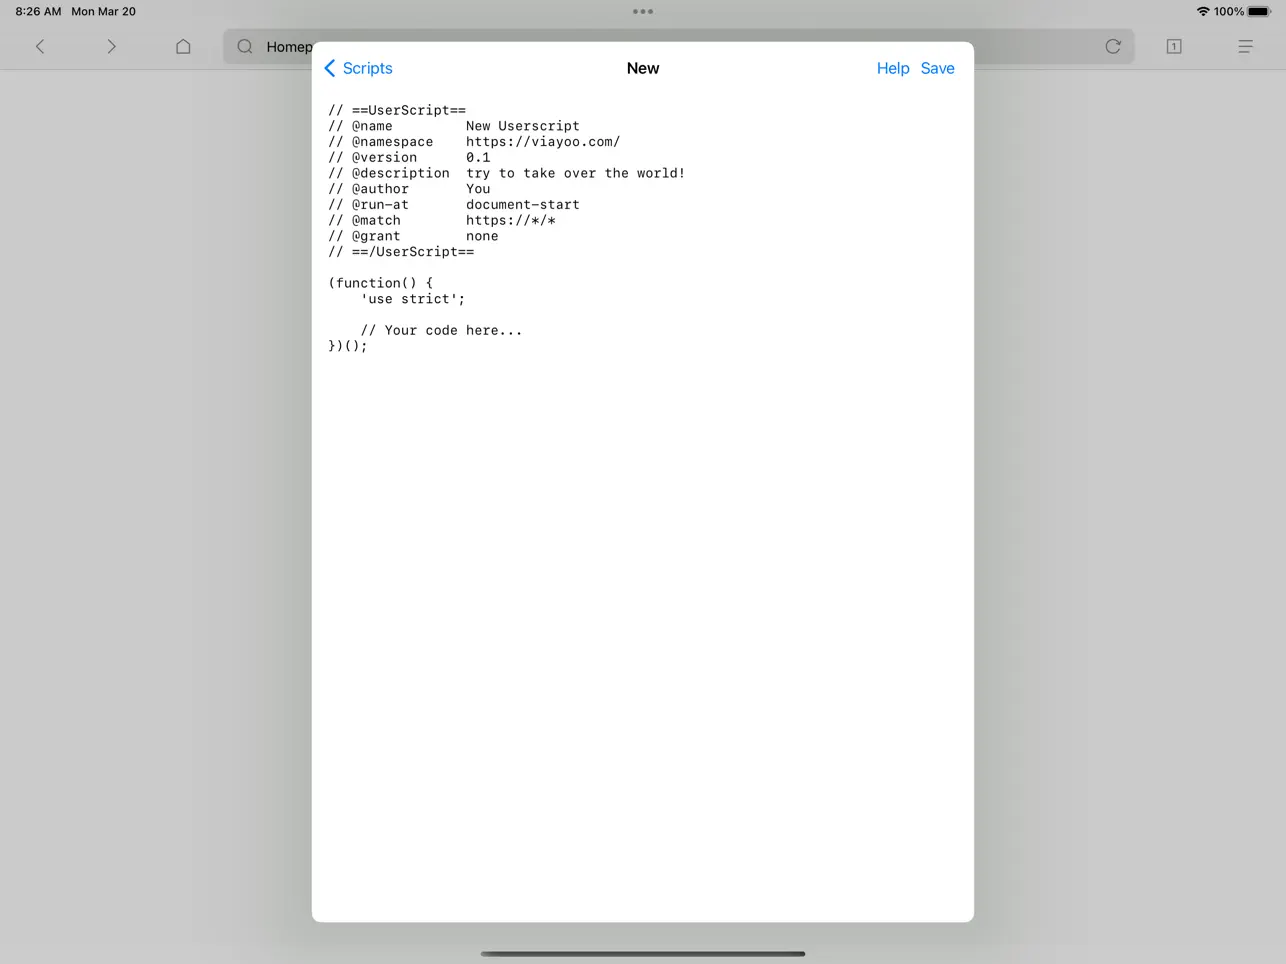 8:26 AM Mon Mar 20
100%
Homep
1
Scripts
New
Help Save
// ==UserScript==
// @name         New Userscript
// @namespace    https://viayoo.com/
// @version      0.1
// @description  try to take over the world!
// @author       You
// @run-at       document-start
// @match        https://*/*
// @grant        none
// ==/UserScript==
(function() {
    'use strict';
    // Your code here...
})();